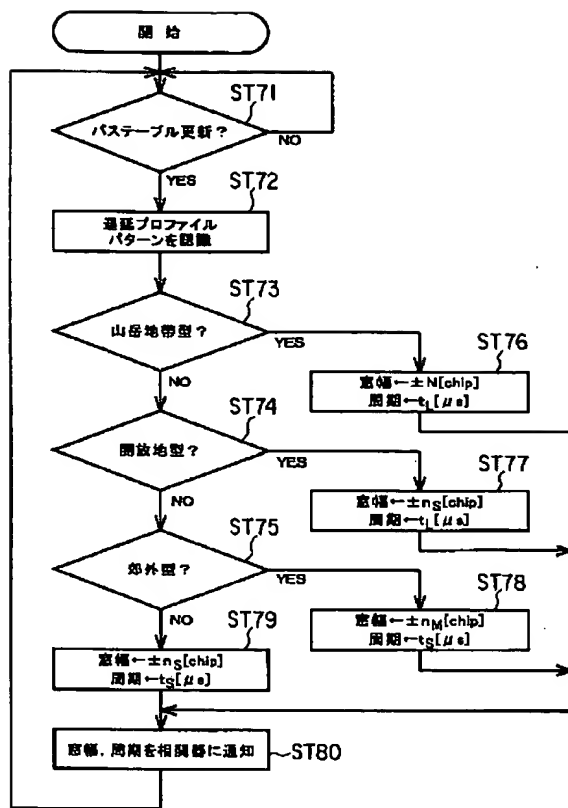 開始
ST71
パステーブル更新？
NO
YES
ST72
遅延プロファイル
パターンを認識
ST73
山岳地帯型？
YES
NO
ST76
窓幅←±N[chip]
周期←tL[μs]
ST74
開放地型？
YES
NO
ST77
窓幅←±nS[chip]
周期←tL[μs]
ST75
郊外型？
YES
NO
ST78
窓幅←±nM[chip]
周期←tS[μs]
ST79
窓幅←±nS[chip]
周期←tS[μs]
窓幅，周期を相関器に通知
ST80